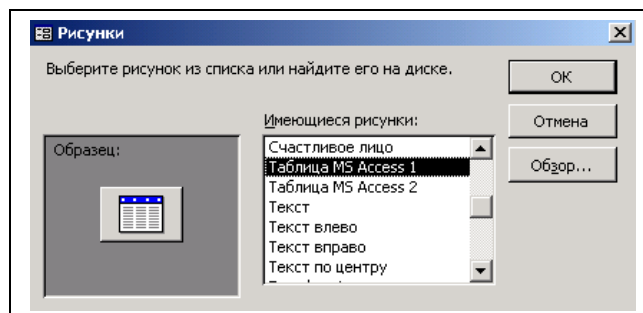 Рисунки
Выберите рисунок из списка или найдите его на диске.
ОК
Отмена
Обзор...
Имеющиеся рисунки:
Образец:
Счастливое лицо
Таблица MS Access 1
Таблица MS Access 2
Текст
Текст влево
Текст вправо
Текст по центру